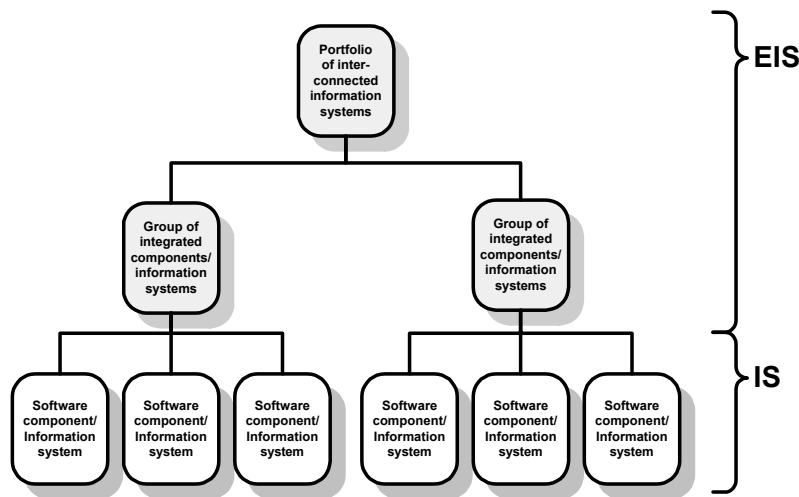 Portfolio
of inter-
connected
information
systems
EIS
Group of
integrated
components/
information
systems
Group of
integrated
components/
information
systems
IS
Software
component/
Information
system
Software
component/
Information
system
Software
component/
Information
system
Software
component/
Information
system
Software
component/
Information
system
Software
component/
Information
system